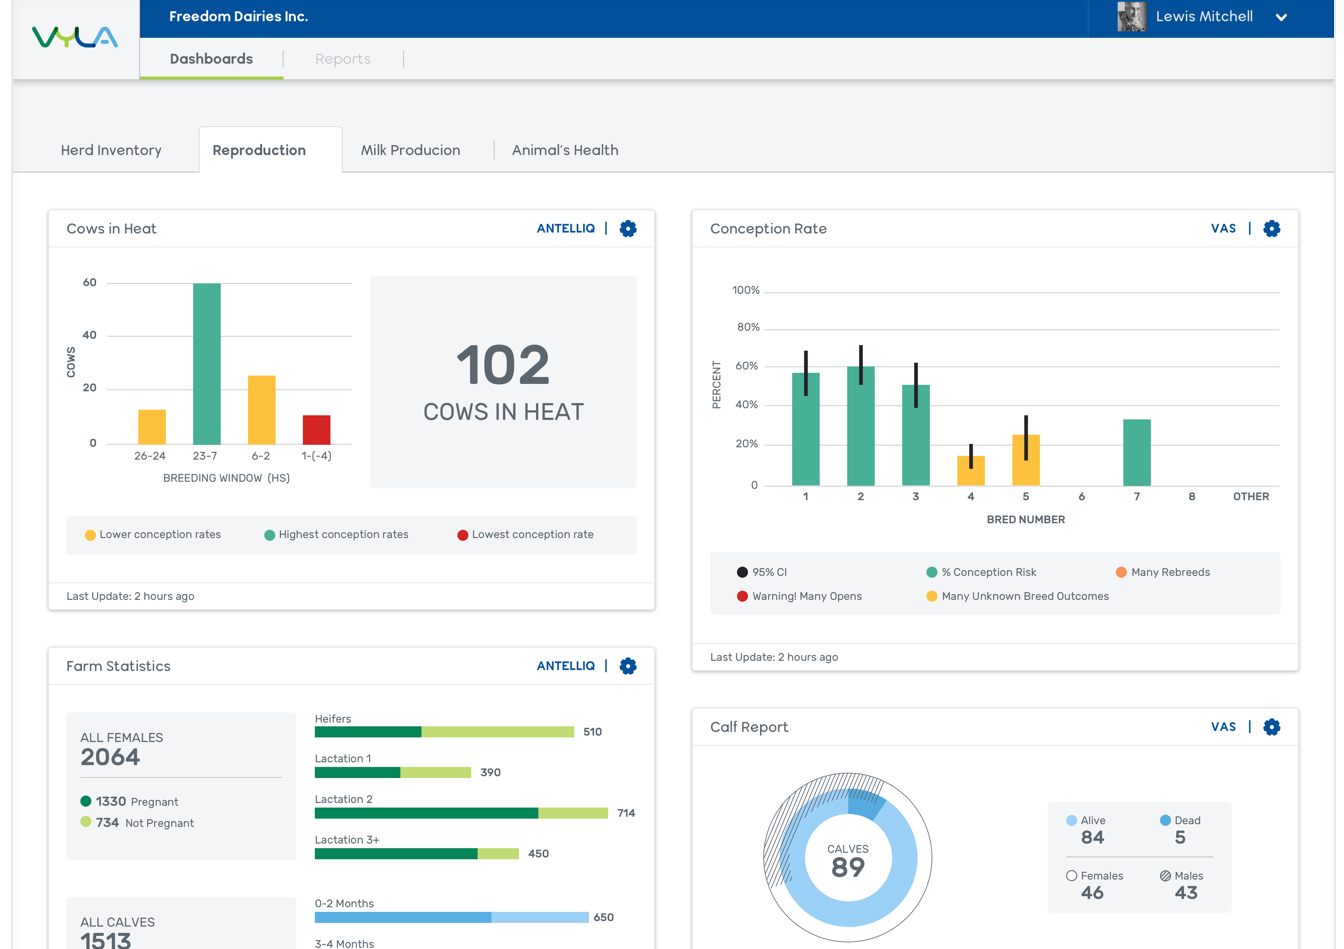 VYLA
Freedom Dairies Inc.
Lewis Mitchell
Dashboards
Reports
Herd Inventory
Reproduction
Milk Producion
Animal's Health
Cows in Heat
ANTELLIQ
60
40
20
0
COWS
26-24
23-7
6-2
1-(-4)
BREEDING WINDOW (HS)
102
COWS IN HEAT
Lower conception rates
Highest conception rates
Lowest conception rate
Last Update: 2 hours ago
Conception Rate
VAS
100%
80%
60%
40%
20%
0
PERCENT
1
2
3
4
5
6
7
8
OTHER
BRED NUMBER
95% CI
% Conception Risk
Many Rebreeds
Warning! Many Opens
Many Unknown Breed Outcomes
Last Update: 2 hours ago
Farm Statistics
ANTELLIQ
ALL FEMALES
2064
1330 Pregnant
734 Not Pregnant
Heifers
510
Lactation 1
390
Lactation 2
714
Lactation 3+
450
ALL CALVES
1513
0-2 Months
650
3-4 Months
Calf Report
VAS
CALVES
89
Alive
84
Dead
5
Females
46
Males
43